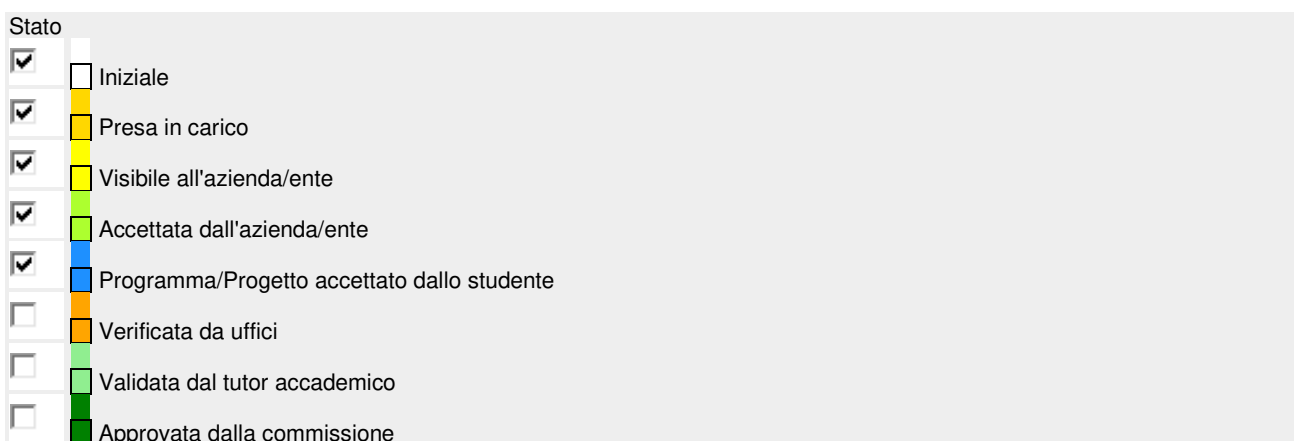 Stato
Iniziale
Presa in carico
Visibile all'azienda/ente
Accettata dall'azienda/ente
Programma/Progetto accettato dallo studente
Verificata da uffici
Validata dal tutor accademico
Approvata dalla commissione